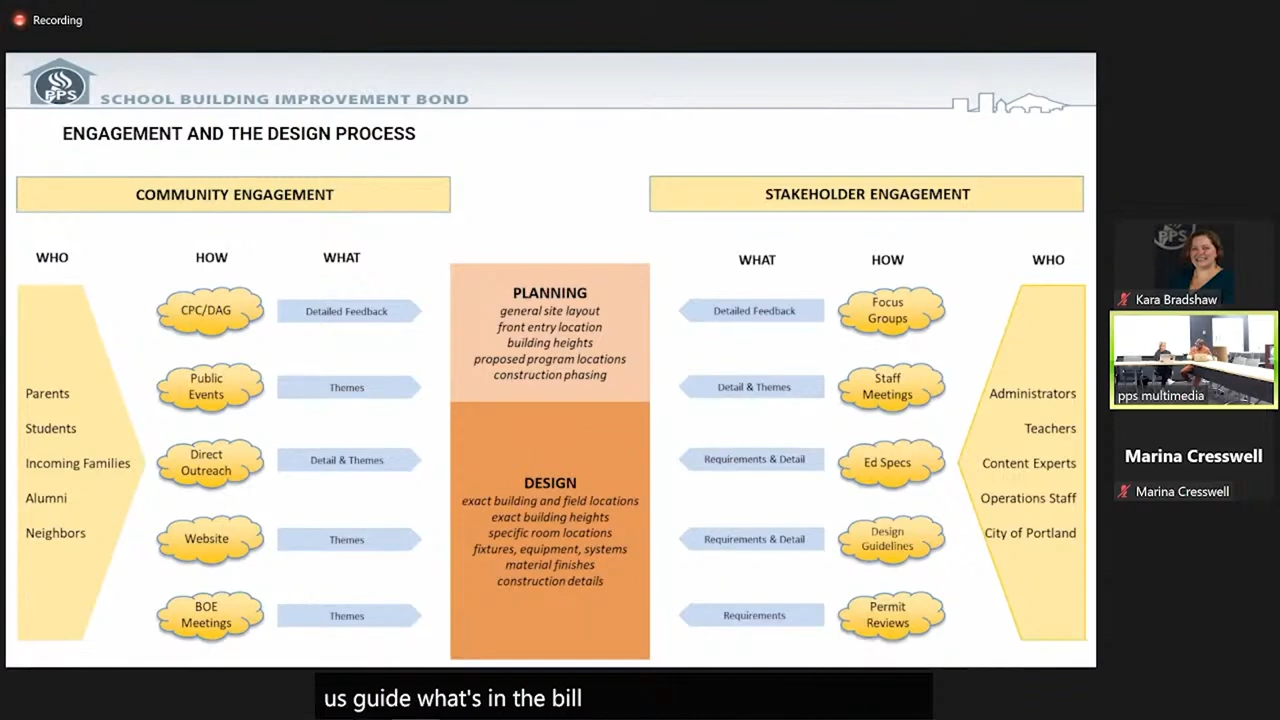 Recording
PPS
SCHOOL BUILDING IMPROVEMENT BOND
ENGAGEMENT AND THE DESIGN PROCESS
COMMUNITY ENGAGEMENT
WHO
HOW
WHAT
Parents
Students
Incoming Families
Alumni
Neighbors
CPC/DAG
Detailed Feedback
Public
Events
Themes
Direct
Outreach
Detail & Themes
Website
Themes
BOE
Meetings
Themes
PLANNING
general site layout
front entry location
building heights
proposed program locations
construction phasing
DESIGN
exact building and field locations
exact building heights
specific room locations
fixtures, equipment, systems
material finishes
construction details
STAKEHOLDER ENGAGEMENT
WHAT
HOW
WHO
Detailed Feedback
Focus
Groups
Detail & Themes
Staff
Meetings
Requirements & Detail
Ed Specs
Requirements & Detail
Design
Guidelines
Requirements
Permit
Reviews
Administrators
Teachers
Content Experts
Operations Staff
City of Portland
PPS
Kara Bradshaw
pps multimedia
Marina Cresswell
Marina Cresswell
us guide what's in the bill